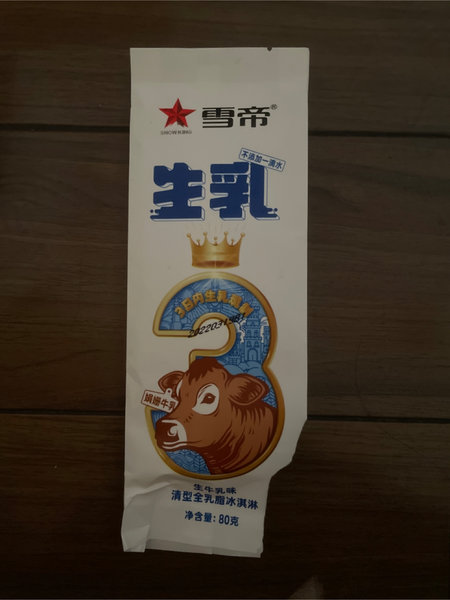 雪帝®
SNOW KING
不添加一滴水
生乳
3日内生乳制
娟姗牛乳
生牛乳味
清型全乳脂冰淇淋
净含量：80克